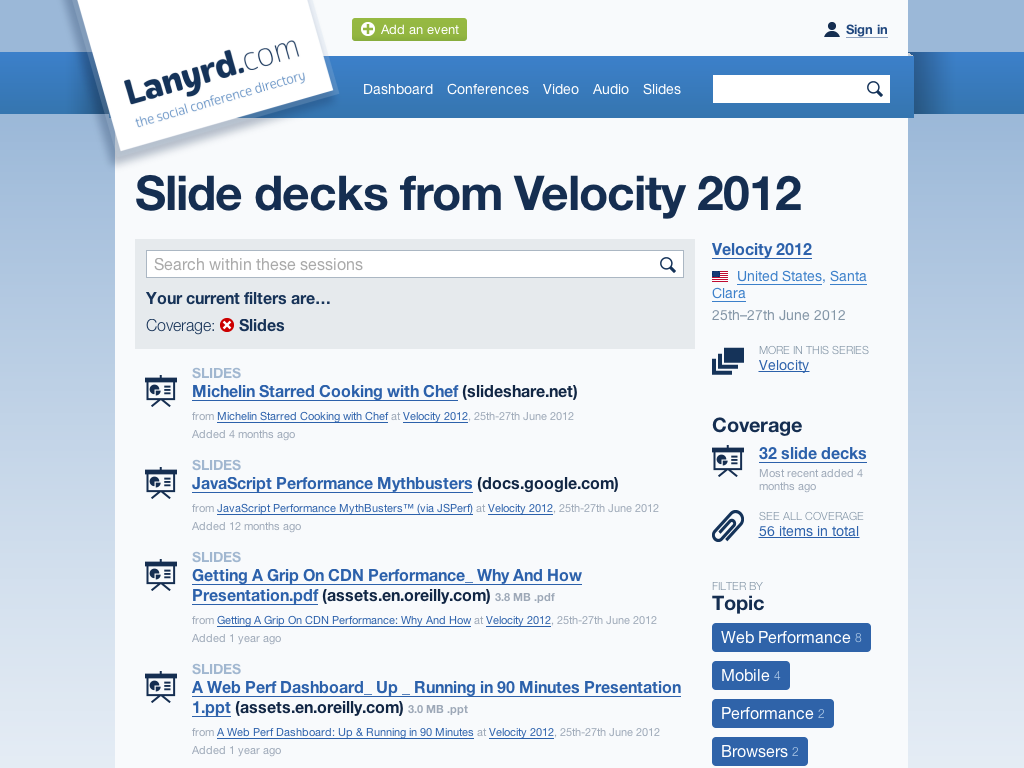 Lanyrd.com
the social conference directory
Add an event
Sign in
Dashboard Conferences Video Audio Slides
Slide decks from Velocity 2012
Search within these sessions
Your current filters are…
Coverage: Slides
SLIDES
Michelin Starred Cooking with Chef (slideshare.net)
from Michelin Starred Cooking with Chef at Velocity 2012, 25th-27th June 2012
Added 4 months ago
SLIDES
JavaScript Performance Mythbusters (docs.google.com)
from JavaScript Performance MythBusters™ (via JSPerf) at Velocity 2012, 25th-27th June 2012
Added 12 months ago
SLIDES
Getting A Grip On CDN Performance_ Why And How
Presentation.pdf (assets.en.oreilly.com) 3.8 MB .pdf
from Getting A Grip On CDN Performance: Why And How at Velocity 2012, 25th-27th June 2012
Added 1 year ago
SLIDES
A Web Perf Dashboard_ Up _ Running in 90 Minutes Presentation
1.ppt (assets.en.oreilly.com) 3.0 MB .ppt
from A Web Perf Dashboard: Up & Running in 90 Minutes at Velocity 2012, 25th-27th June 2012
Added 1 year ago
Velocity 2012
United States, Santa
Clara
25th–27th June 2012
MORE IN THIS SERIES
Velocity
Coverage
32 slide decks
Most recent added 4
months ago
SEE ALL COVERAGE
56 items in total
FILTER BY
Topic
Web Performance 8
Mobile 4
Performance 2
Browsers 2